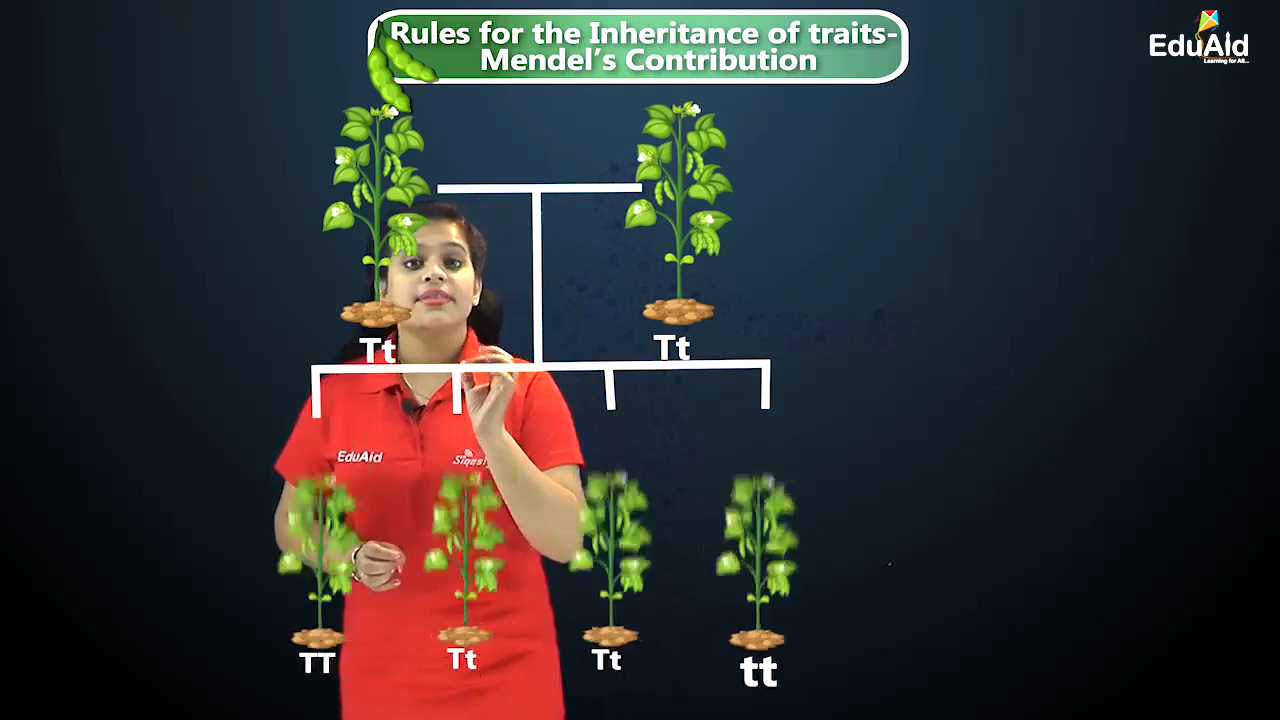 Rules for the Inheritance of traits-
Mendel's Contribution
EduAid
Learning for All...
Tt
Tt
EduAid
TT
Tt
Tt
tt